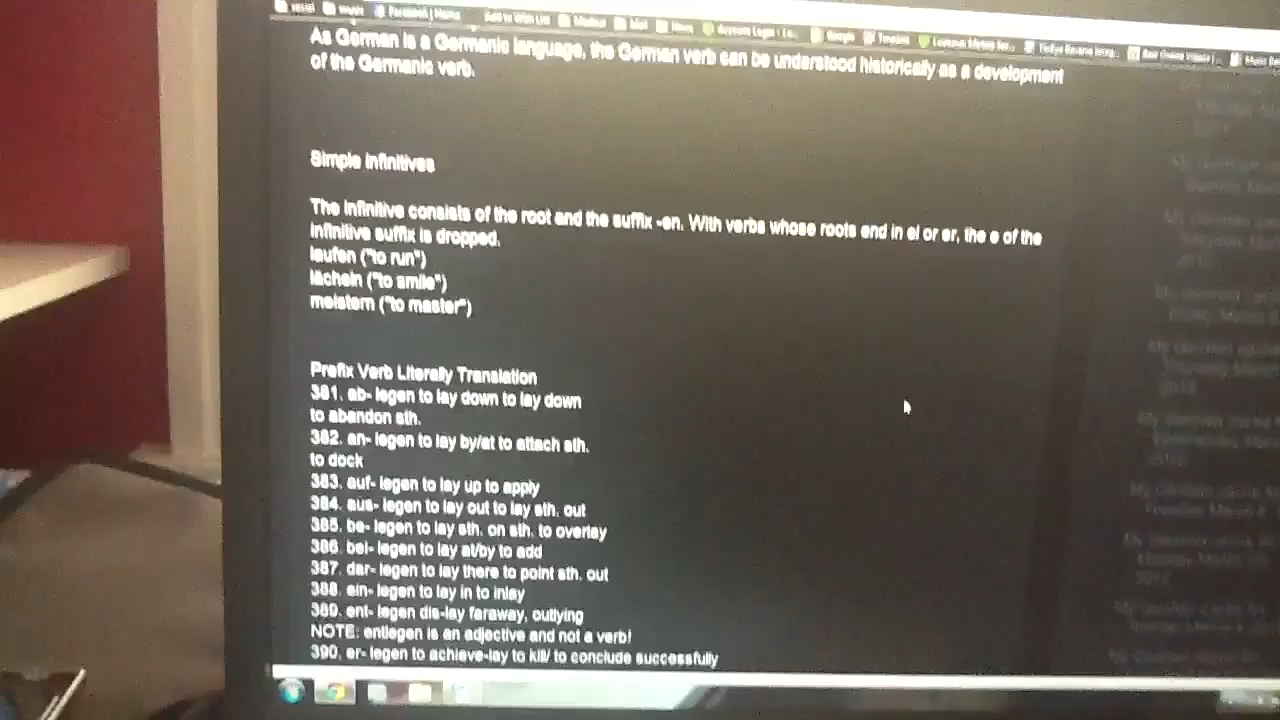 Facebook | Home
Google
As German is a Germanic language, the German verb can be understood historically as a development
of the Germanic verb.
Simple infinitives
The infinitive consists of the root and the suffix -en. With verbs whose roots end in el or er, the e of the
infinitive suffix is dropped.
laufen ("to run")
lächeln ("to smile")
meistern ("to master")
Prefix Verb Literally Translation
381. ab- legen to lay down to lay down
to abandon sth.
382. an- legen to lay by/at to attach sth.
to dock
383. auf- legen to lay up to apply
384. aus- legen to lay out to lay sth. out
385. be- legen to lay sth. on sth. to overlay
386. bei- legen to lay at/by to add
387. dar- legen to lay there to point sth. out
388. ein- legen to lay in to inlay
389. ent- legen dis-lay faraway, outlying
NOTE: entlegen is an adjective and not a verb!
390. er- legen to achieve-lay to kill/ to conclude successfully